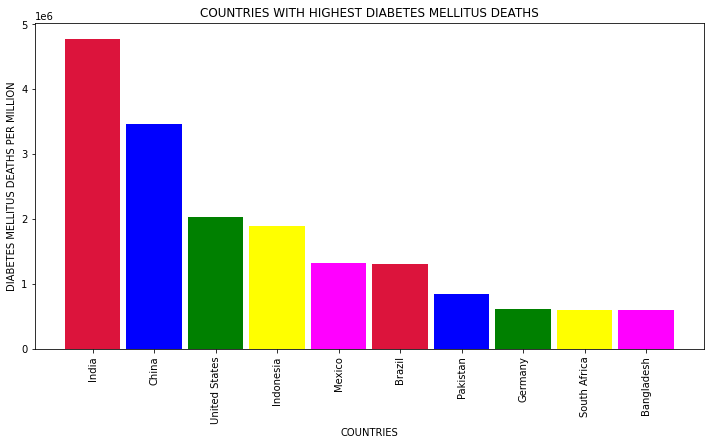 COUNTRIES WITH HIGHEST DIABETES MELLITUS DEATHS
1e6
5
4
3
2
1
0
DIABETES MELLITUS DEATHS PER MILLION
India
China
United States
Indonesia
Mexico
Brazil
Pakistan
Germany
South Africa
Bangladesh
COUNTRIES